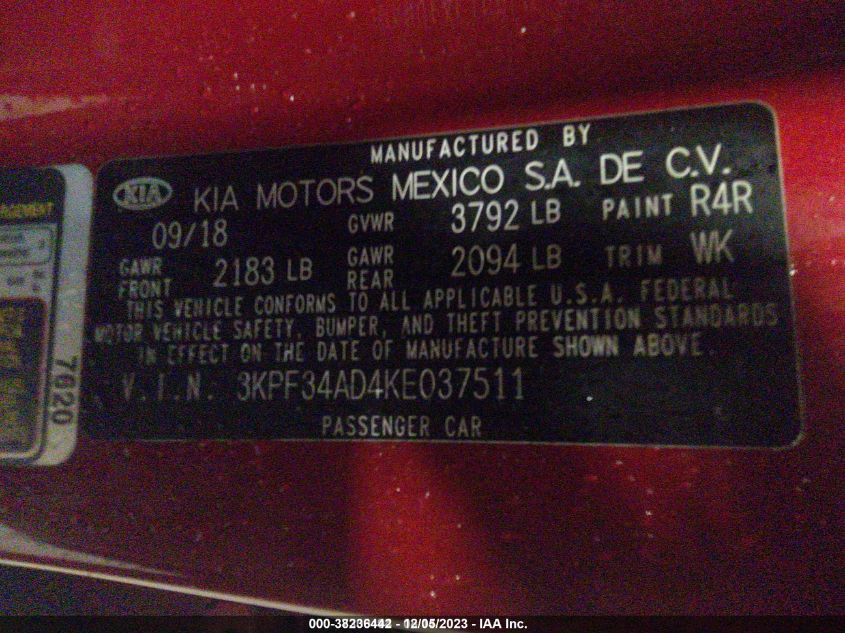 MANUFACTURED BY
KIA KIA MOTORS MEXICO S.A. DE C.V.
09/18 GVWR 3792 LB PAINT R4R
GAWR FRONT 2183 LB GAWR REAR 2094 LB TRIM WK
THIS VEHICLE CONFORMS TO ALL APPLICABLE U.S.A. FEDERAL
MOTOR VEHICLE SAFETY, BUMPER, AND THEFT PREVENTION STANDARDS
IN EFFECT ON THE DATE OF MANUFACTURE SHOWN ABOVE.
V.I.N: 3KPF34AD4KE037511
PASSENGER CAR
7620
000-38236442 - 12/05/2023 - IAA Inc.